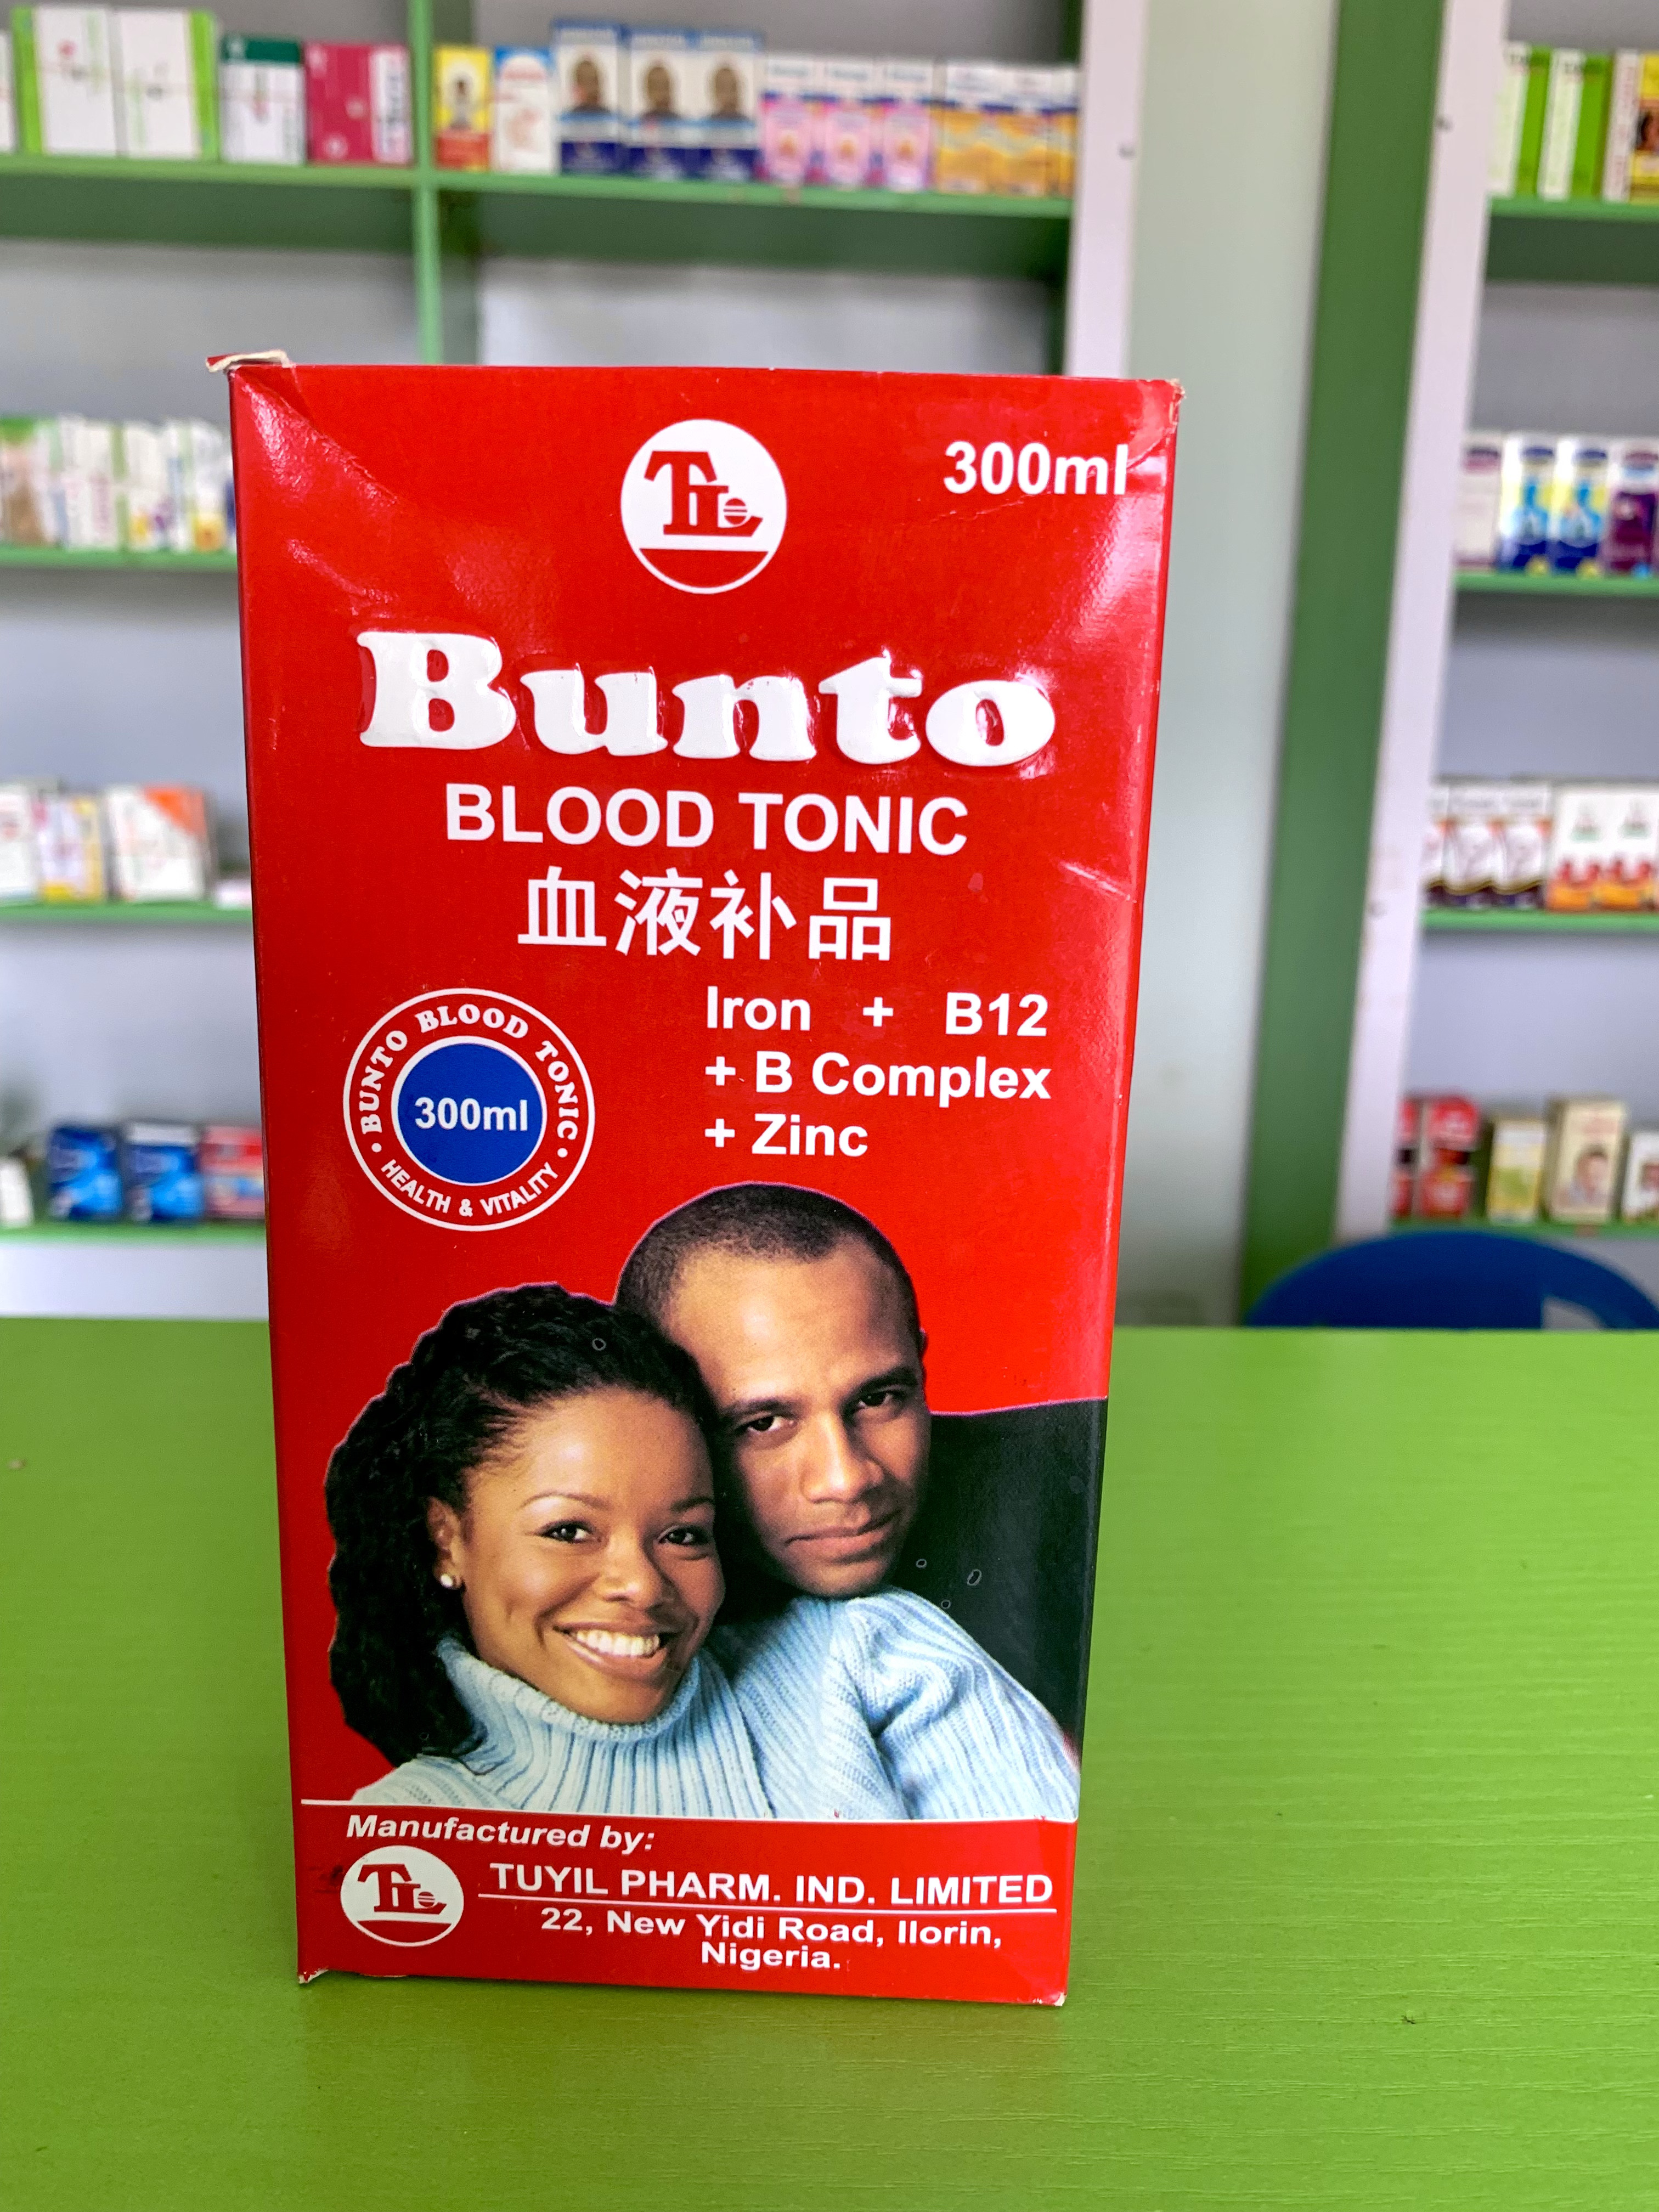 300ml
Bunto
BLOOD TONIC
血液补品
Iron + B12
+ B Complex
+ Zinc
BUNTO BLOOD TONIC
300ml
HEALTH & VITALITY
Manufactured by:
TUYIL PHARM. IND. LIMITED
22, New Yidi Road, Ilorin,
Nigeria.